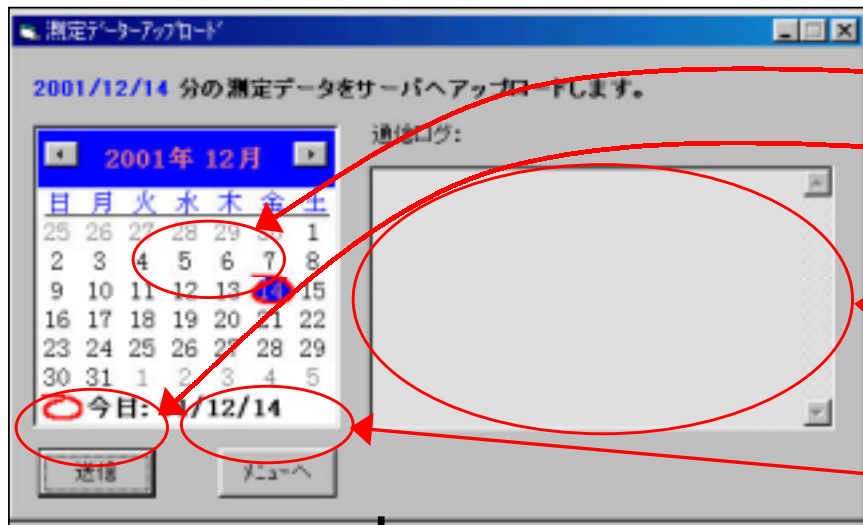 測定データーアップロード
2001/12/14 分の測定データをサーバへアップロードします。
通信ログ:
2001年 12月
日 月 火 水 木 金 土
25 26 27 28 29 30 1
2 3 4 5 6 7 8
9 10 11 12 13 14 15
16 17 18 19 20 21 22
23 24 25 26 27 28 29
30 31 1 2 3 4 5
今日: 1/12/14
送信 メニューへ